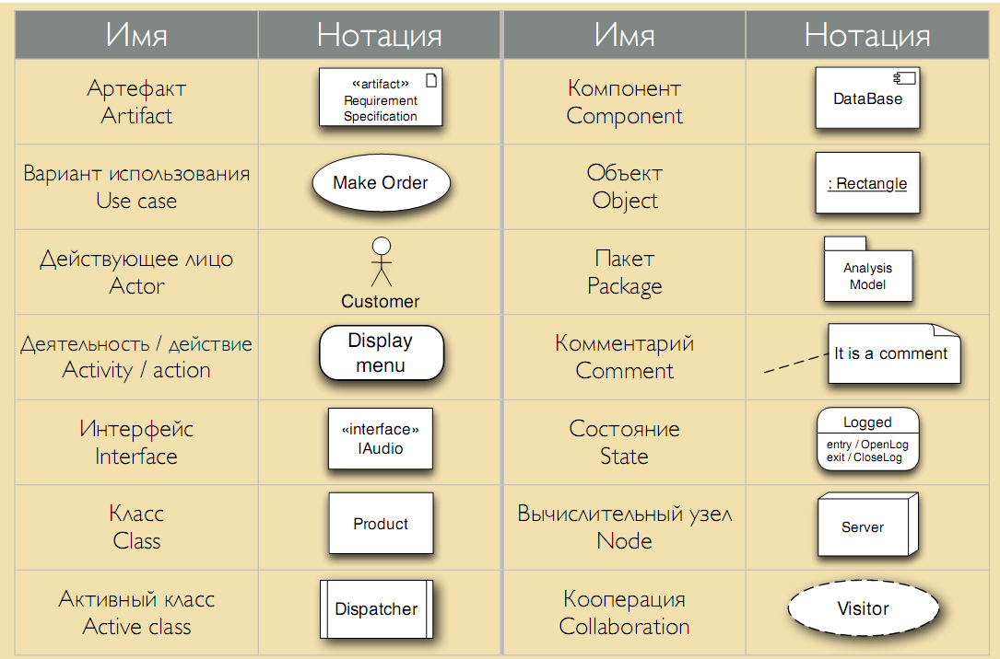 Имя
Нотация
Имя
Нотация
Артефакт
Artifact
«artifact»
Requirement
Specification
Компонент
Component
DataBase
Вариант использования
Use case
Make Order
Объект
Object
: Rectangle
Действующее лицо
Actor
Customer
Пакет
Package
Analysis
Model
Деятельность / действие
Activity / action
Display
menu
Комментарий
Comment
It is a comment
Интерфейс
Interface
«interface»
IAudio
Состояние
State
Logged
entry / OpenLog
exit / CloseLog
Класс
Class
Product
Вычислительный узел
Node
Server
Активный класс
Active class
Dispatcher
Кооперация
Collaboration
Visitor